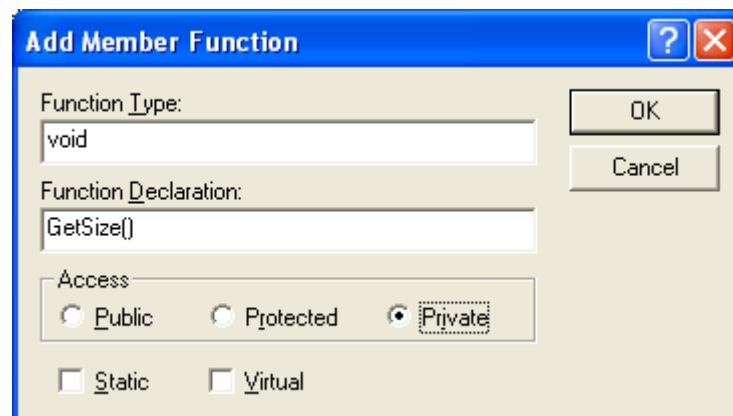 Add Member Function
Function Type:
OK
void
Cancel
Function Declaration:
GetSize()
Access
Public Protected Private
Static Virtual